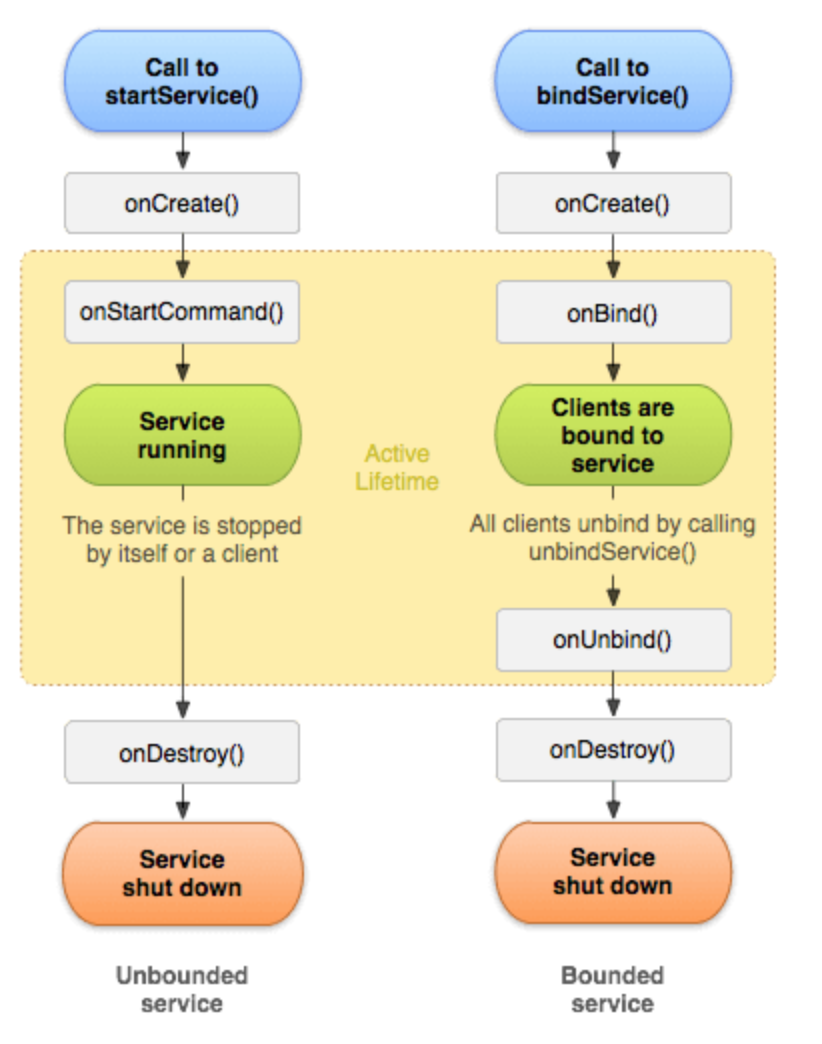 Call to
startService()
onCreate()
onStartCommand()
Service
running
The service is stopped
by itself or a client
onDestroy()
Service
shut down
Unbounded
service
Active
Lifetime
Call to
bindService()
onCreate()
onBind()
Clients are
bound to
service
All clients unbind by calling
unbindService()
onUnbind()
onDestroy()
Service
shut down
Bounded
service